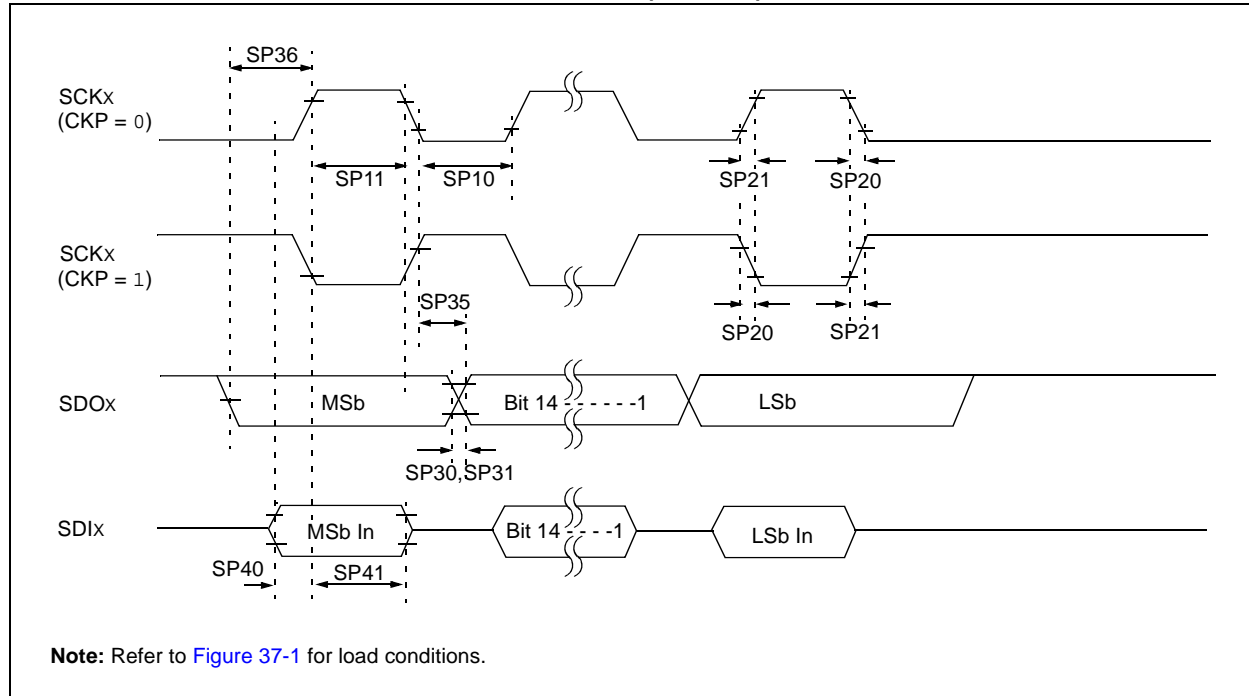 SP36
SCKx
(CKP = 0)
SP11
SP10
SP21
SP20
SCKx
(CKP = 1)
SP35
SP20
SP21
SDOx
MSb
Bit 14 - - - - - -1
LSb
SP30,SP31
SDIx
MSb In
Bit 14 - - - -1
LSb In
SP40
SP41
Note: Refer to Figure 37-1 for load conditions.